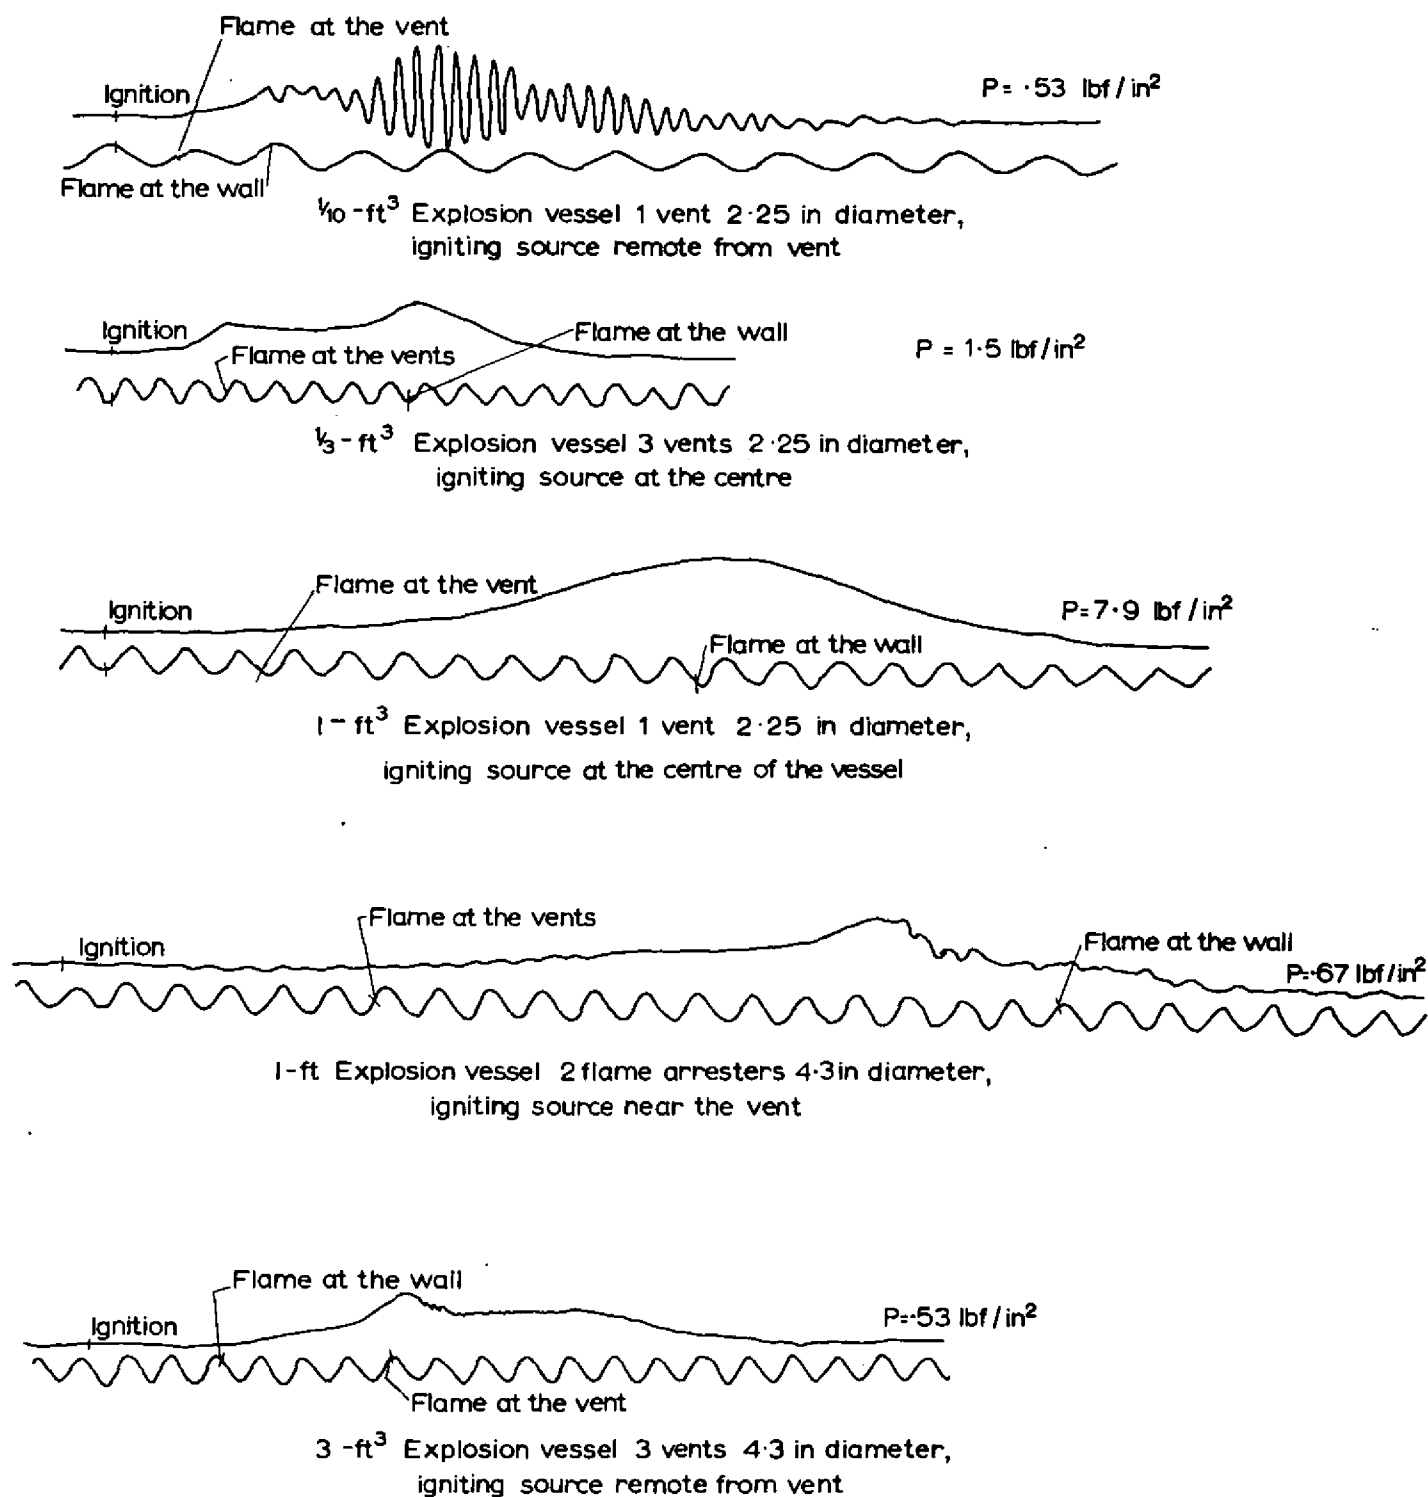 Flame at the vent
Ignition
P= ·53 lbf / in²
Flame at the wall
⅒ -ft³ Explosion vessel 1 vent 2·25 in diameter,
igniting source remote from vent
Ignition
Flame at the wall
Flame at the vents
P = 1·5 lbf/in²
⅓ - ft³ Explosion vessel 3 vents 2·25 in diameter,
igniting source at the centre
Flame at the vent
Ignition
P=7·9 lbf / in²
Flame at the wall
1 - ft³ Explosion vessel 1 vent 2·25 in diameter,
igniting source at the centre of the vessel
Flame at the vents
Ignition
Flame at the wall
P=·67 lbf/in²
1-ft Explosion vessel 2 flame arresters 4·3 in diameter,
igniting source near the vent
Flame at the wall
Ignition
P=·53 lbf / in²
Flame at the vent
3 -ft³ Explosion vessel 3 vents 4·3 in diameter,
igniting source remote from vent